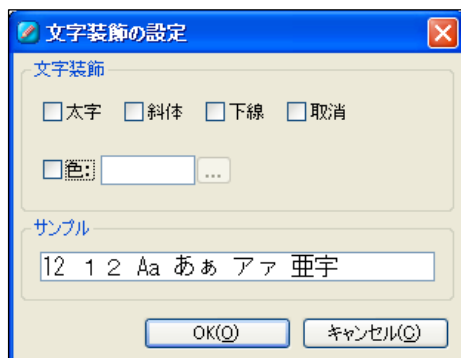 文字装飾の設定
文字装飾
太字 斜体 下線 取消
色: ...
サンプル
12 １２ Aa あぁ アァ 亜宇
OK(O) キャンセル(C)